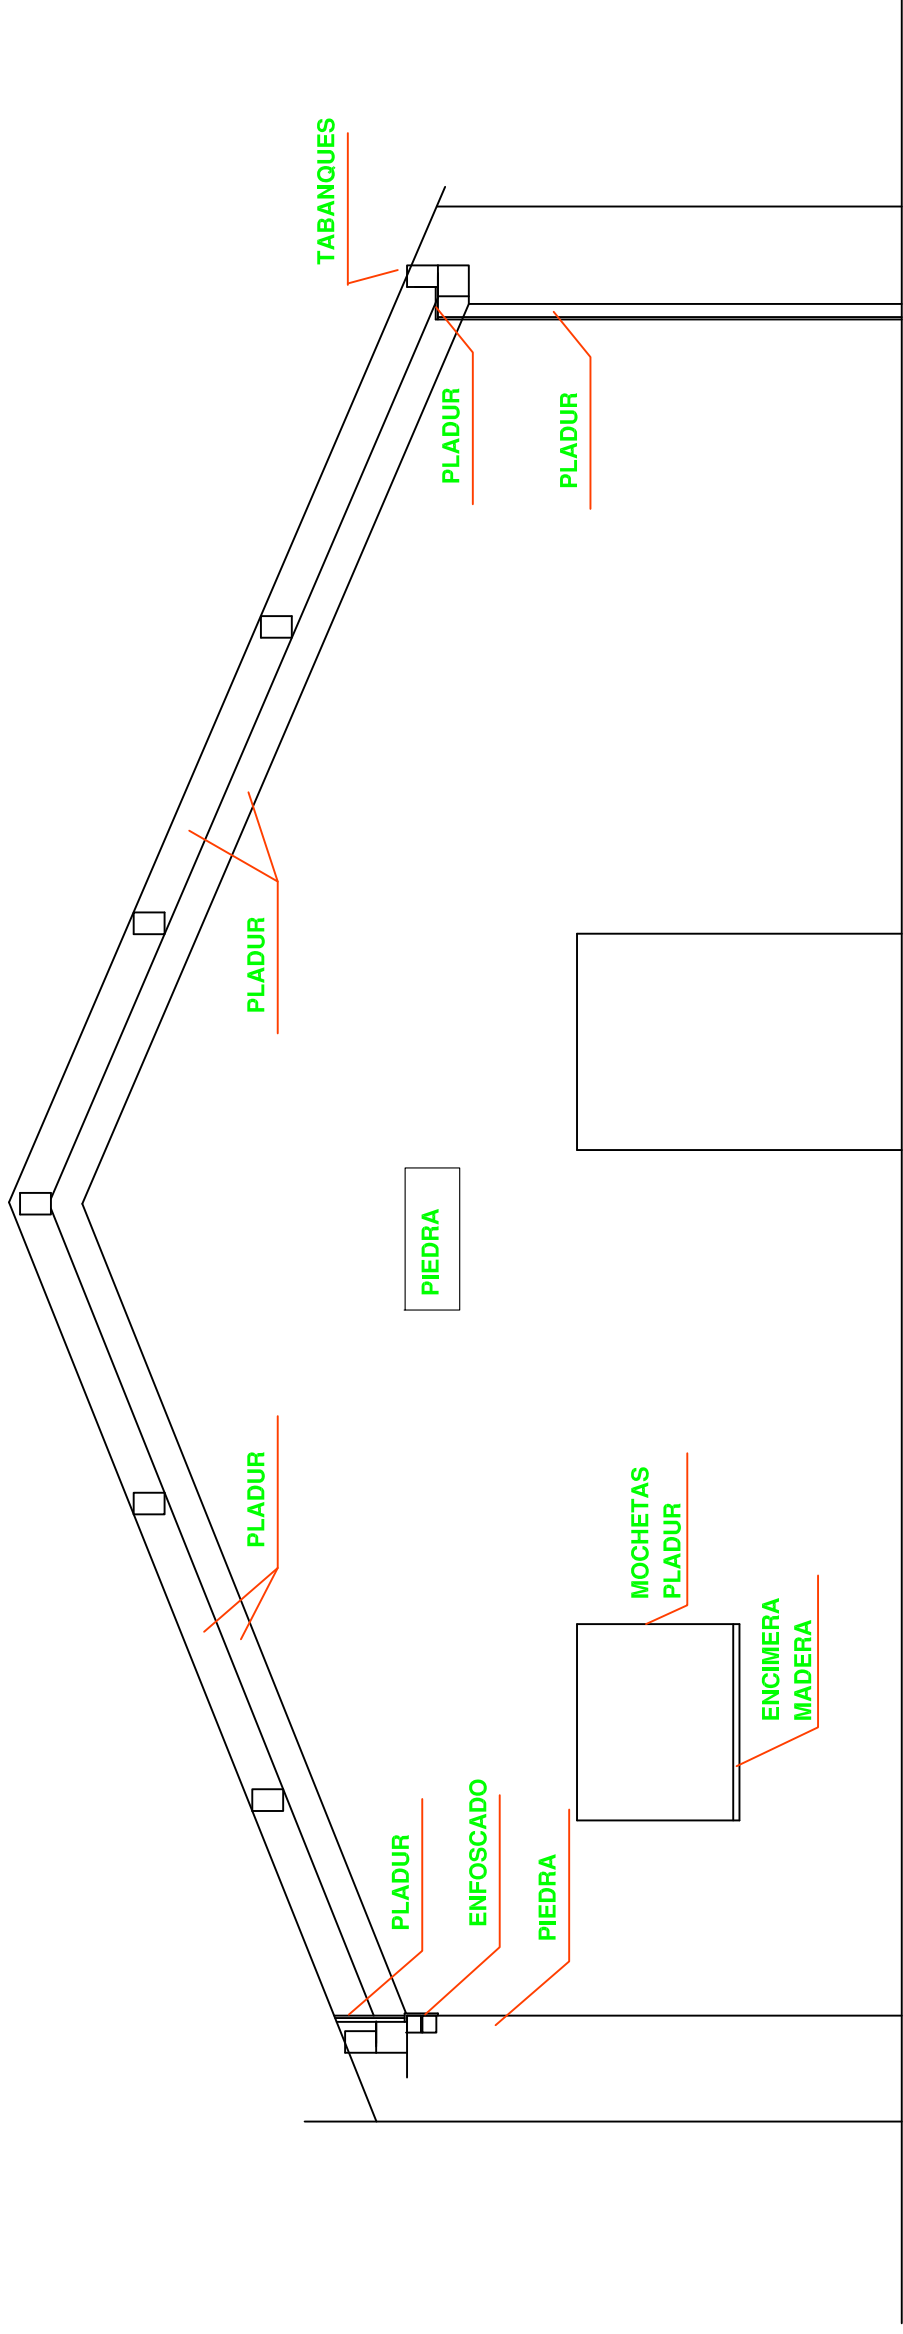 PLADUR
PLADUR
TABANQUES
PLADUR
PIEDRA
PLADUR
ENFOSCADO
PIEDRA
PLADUR
MOCHETAS
PLADUR
ENCIMERA
MADERA